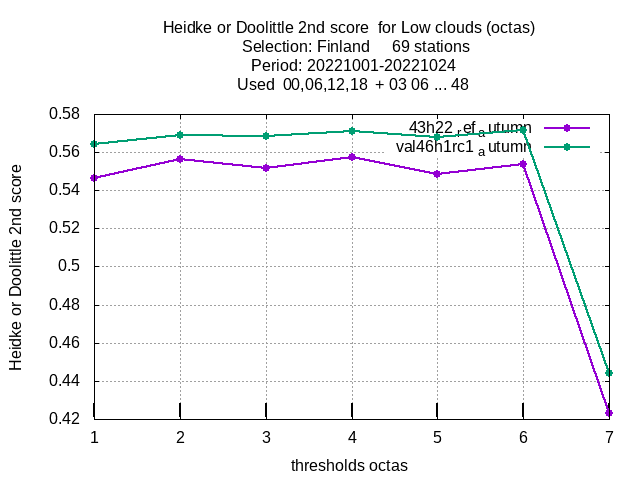 Heidke or Doolittle 2nd score  for Low clouds (octas)
Selection: Finland     69 stations
Period: 20221001-20221024
Used  00,06,12,18  + 03 06 ... 48
43h22_ref_autumn
val46h1rc1_autumn
0.58
0.56
0.54
0.52
0.5
0.48
0.46
0.44
0.42
Heidke or Doolittle 2nd score
1 2 3 4 5 6 7
thresholds octas